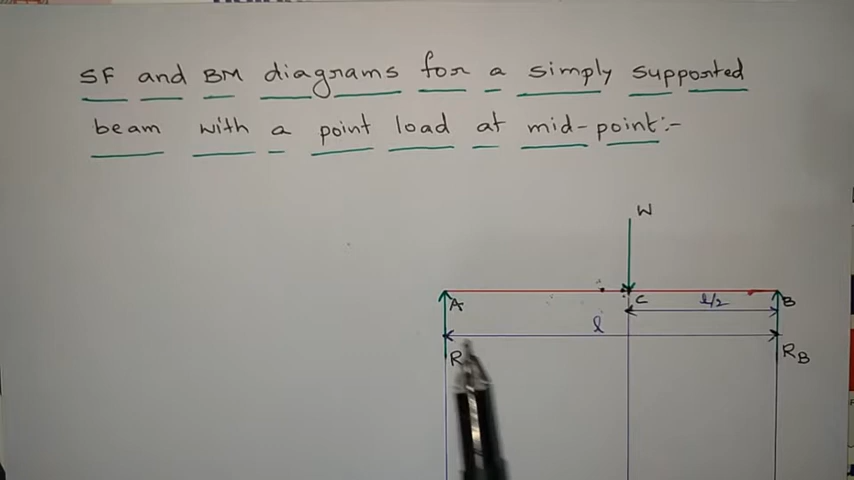 SF and BM diagrams for a simply supported
beam with a point load at mid-point:-
W
A
C
l/2
B
l
R
RB